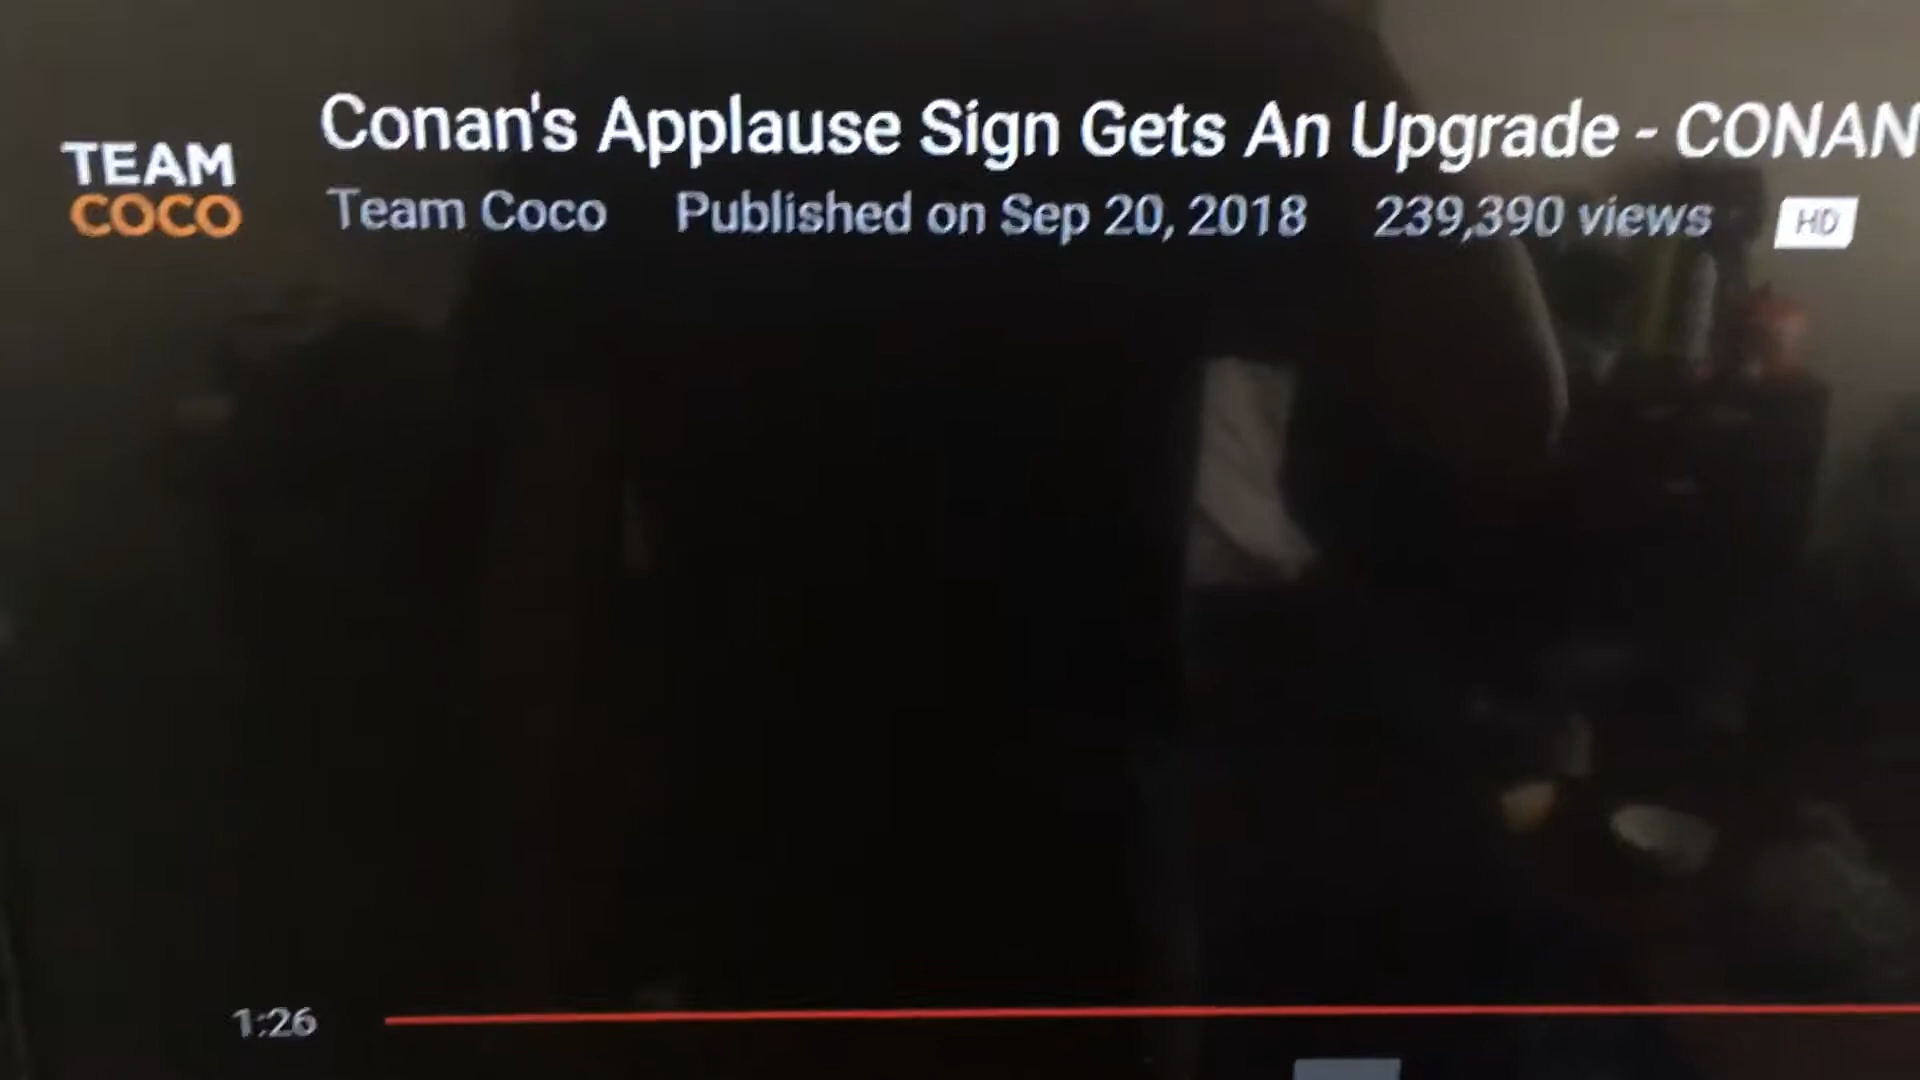 TEAM
COCO
Conan's Applause Sign Gets An Upgrade - CONAN
Team Coco Published on Sep 20, 2018 239,390 views HD
1:26